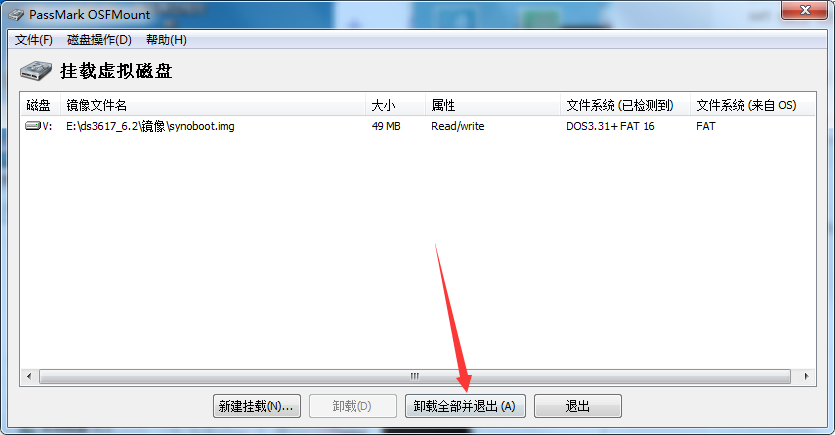 PassMark OSFMount
文件(F) 磁盘操作(D) 帮助(H)
挂载虚拟磁盘
磁盘 镜像文件名 大小 属性 文件系统 (已检测到) 文件系统 (来自 OS)
V: E:\ds3617_6.2\镜像\synoboot.img 49 MB Read/write DOS3.31+ FAT 16 FAT
新建挂载(N)... 卸载(D) 卸载全部并退出 (A) 退出